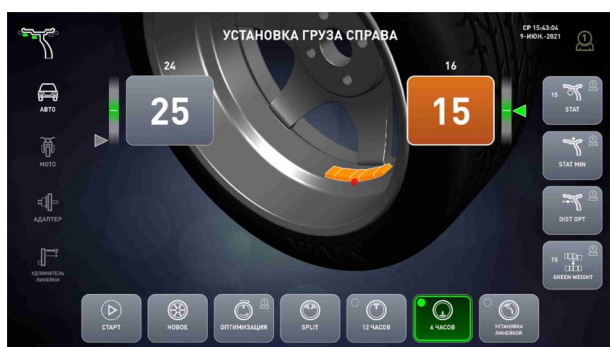 УСТАНОВКА ГРУЗА СПРАВА
СР 15:43:04
9-ИЮН.-2021
1
24
25
16
15
АВТО
МОТО
АДАПТЕР
УДЛИНИТЕЛЬ
ЛИНЕЙКИ
15
STAT
STAT MIN
DIST OPT
15
GREEN WEIGHT
СТАРТ
НОВОЕ
ОПТИМИЗАЦИЯ
SPLIT
12 ЧАСОВ
6 ЧАСОВ
УСТАНОВКА
ЛИНЕЙКОЙ